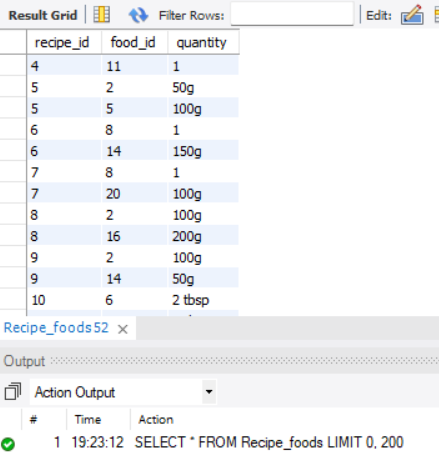 Result Grid Filter Rows: Edit:
recipe_id food_id quantity
4 11 1
5 2 50g
5 5 100g
6 8 1
6 14 150g
7 8 1
7 20 100g
8 2 100g
8 16 200g
9 2 100g
9 14 50g
10 6 2 tbsp
Recipe_foods52 ×
Output
Action Output
# Time Action
1 19:23:12 SELECT * FROM Recipe_foods LIMIT 0, 200